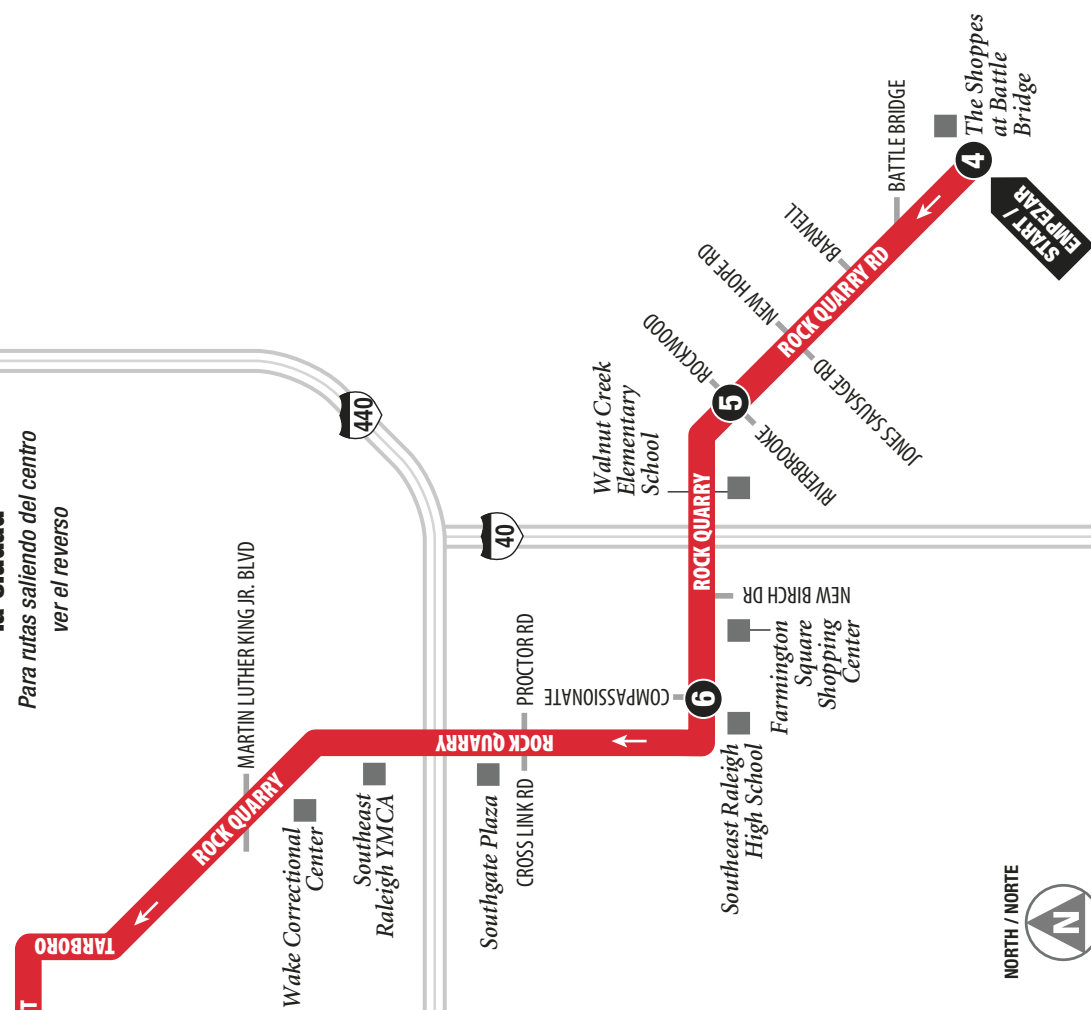 la Ciudad
Para rutas saliendo del centro
ver el reverso
TARBORO
ROCK QUARRY
MARTIN LUTHER KING JR. BLVD
Wake Correctional
Center
Southeast
Raleigh YMCA
440
40
ROCK QUARRY
Southgate Plaza
CROSS LINK RD
PROCTOR RD
COMPASSIONATE
6
Southeast Raleigh
High School
Farmington
Square
Shopping
Center
NEW BIRCH DR
ROCK QUARRY
Walnut Creek
Elementary
School
5
ROCKWOOD
RIVERBROOKE
NEW HOPE RD
JONES SAUSAGE RD
ROCK QUARRY RD
BARWELL
BATTLE BRIDGE
4
The Shoppes
at Battle
Bridge
START /
EMPEZAR
NORTH / NORTE
N